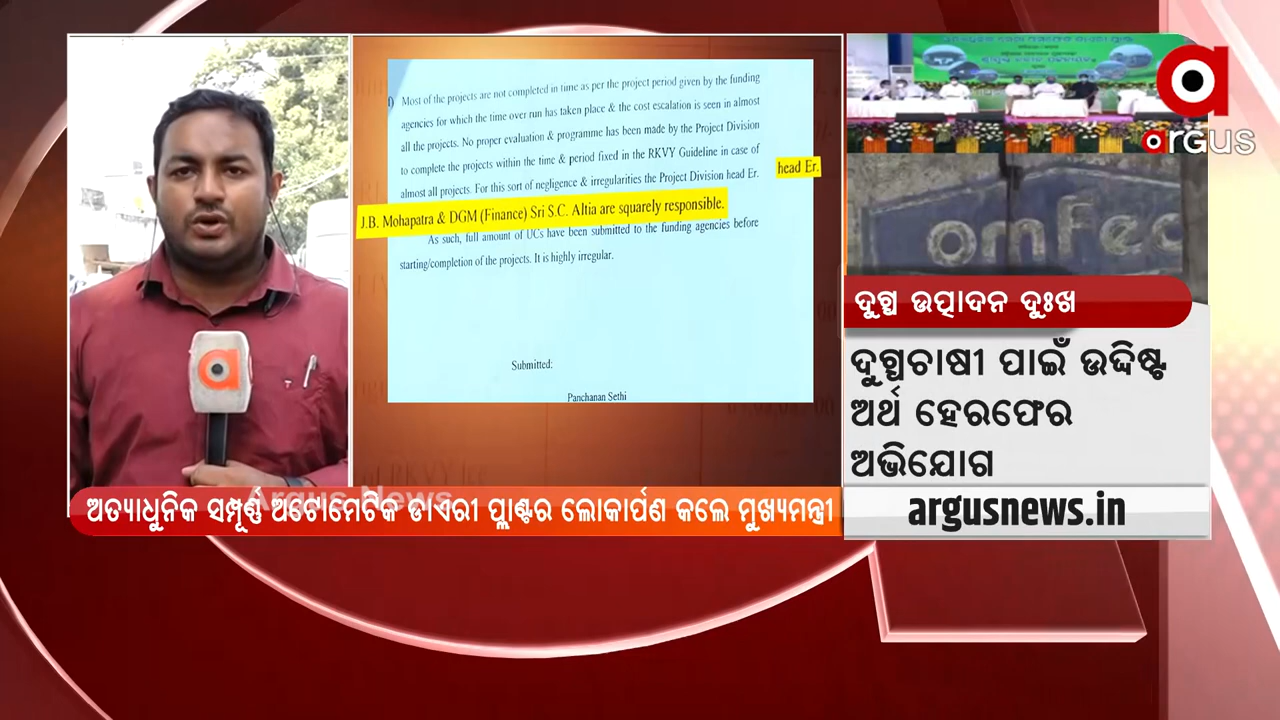 ) Most of the projects are not completed in time as per the project period given by the funding
agencies for which the time over run has taken place & the cost escalation is seen in almost
all the projects. No proper evaluation & programme has been made by the Project Division
to complete the projects within the time & period fixed in the RKVY Guideline in case of
almost all projects. For this sort of negligence & irregularities the Project Division head Er.
head Er.
J.B. Mohapatra & DGM (Finance) Sri S.C. Altia are squarely responsible.
As such, full amount of UCs have been submitted to the funding agencies before
starting/completion of the projects. It is highly irregular.
Submitted:
Panchanan Sethi
argus
omfed
ଦୁଗ୍ଧ ଉତ୍ପାଦନ ଦୁଃଖ
ଦୁଗ୍ଧଚାଷୀ ପାଇଁ ଉଦ୍ଦିଷ୍ଟ
ଅର୍ଥ ହେରଫେର
ଅଭିଯୋଗ
argusnews.in
Argus News
ଅତ୍ୟାଧୁନିକ ସମ୍ପୂର୍ଣ୍ଣ ଅଟୋମେଟିକ ଡାଏରୀ ପ୍ଲାଣ୍ଟର ଲୋକାର୍ପଣ କଲେ ମୁଖ୍ୟମନ୍ତ୍ରୀ